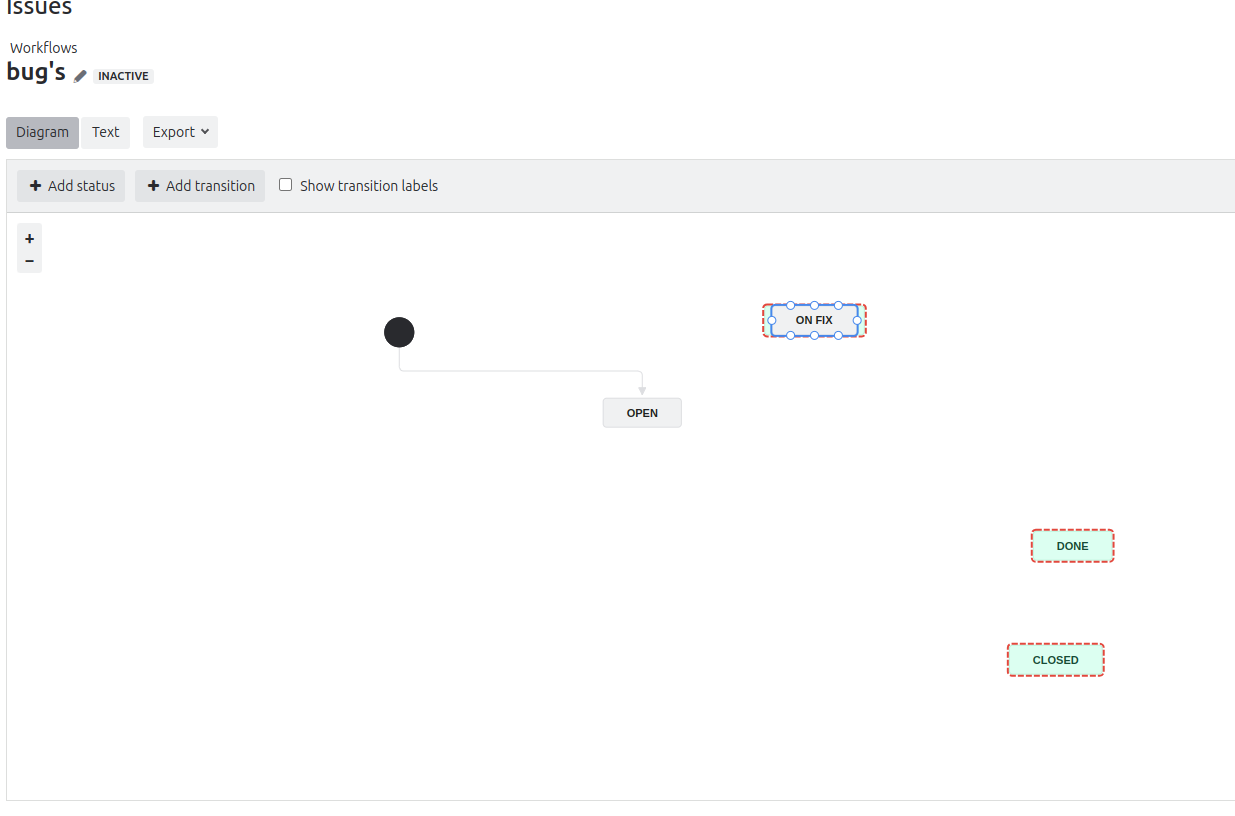 Issues
Workflows
bug's INACTIVE
Diagram Text Export
+ Add status + Add transition Show transition labels
+
−
ON FIX
OPEN
DONE
CLOSED